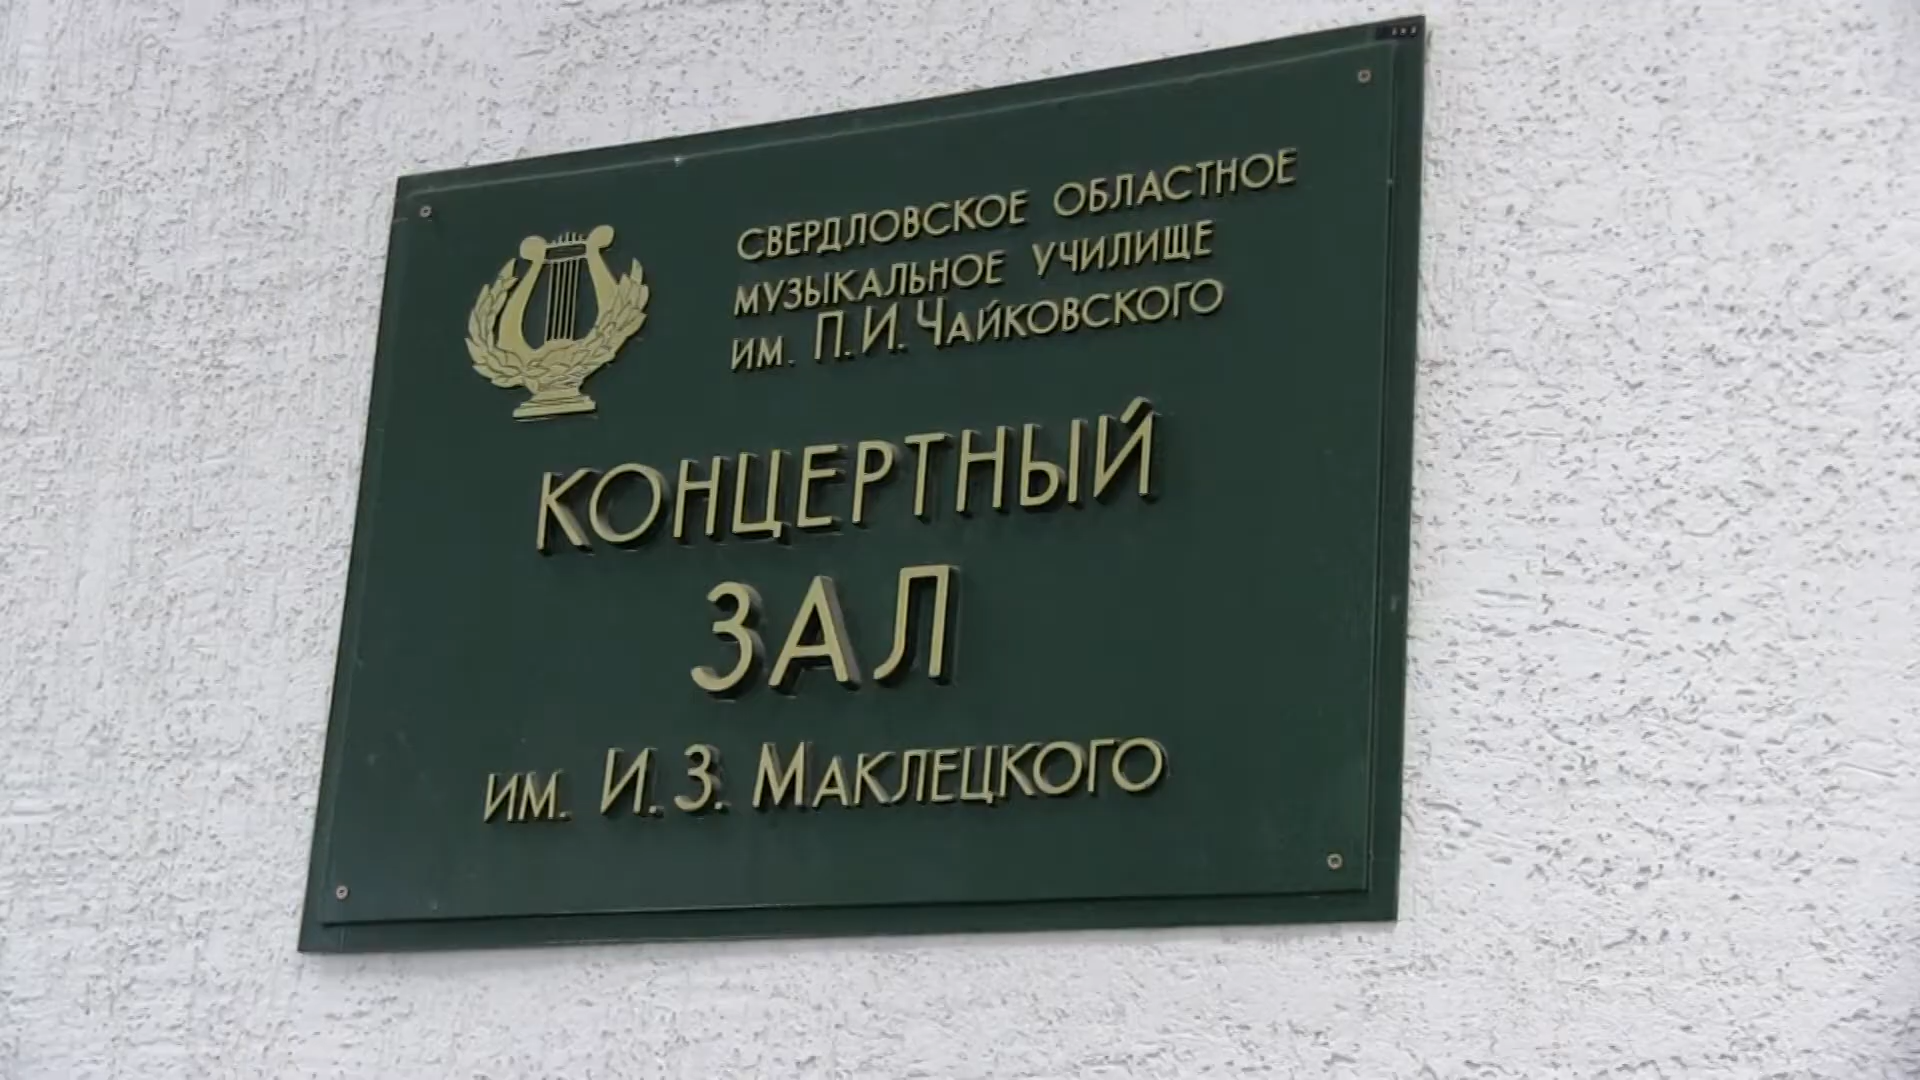 СВЕРДЛОВСКОЕ ОБЛАСТНОЕ
МУЗЫКАЛЬНОЕ УЧИЛИЩЕ
ИМ. П. И. ЧАЙКОВСКОГО
КОНЦЕРТНЫЙ
ЗАЛ
ИМ. И. З. МАКЛЕЦКОГО